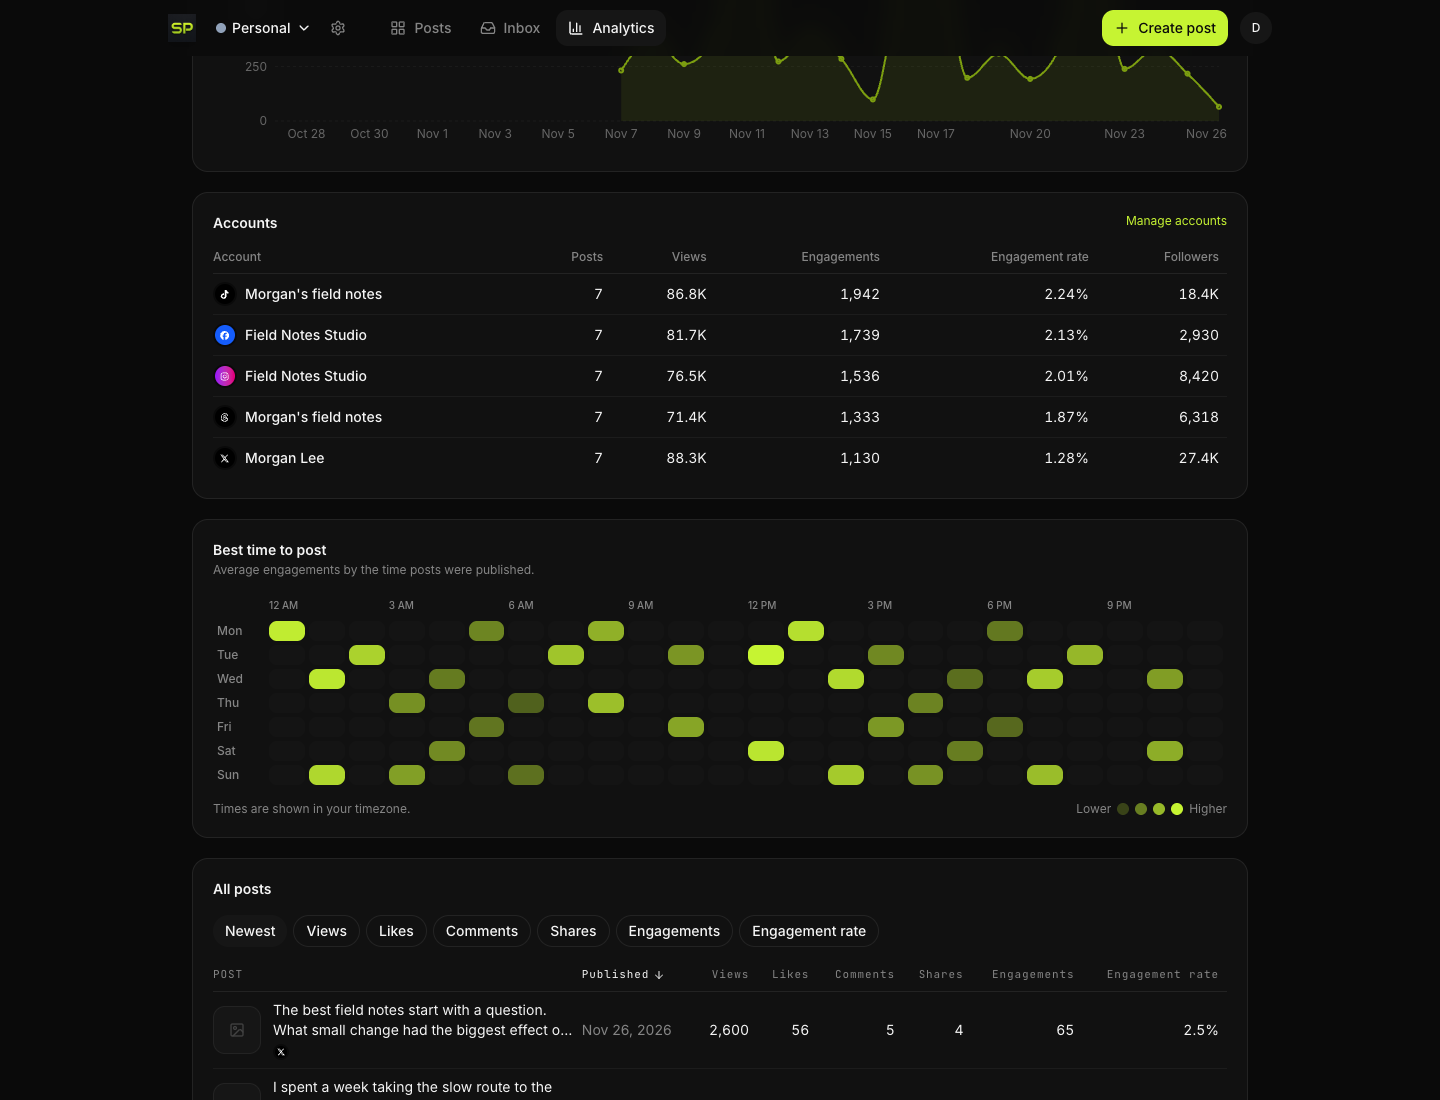 SP Personal Posts Inbox Analytics Create post D
250
0
Oct 28 Oct 30 Nov 1 Nov 3 Nov 5 Nov 7 Nov 9 Nov 11 Nov 13 Nov 15 Nov 17 Nov 20 Nov 23 Nov 26
Accounts Manage accounts
Account Posts Views Engagements Engagement rate Followers
Morgan's field notes 7 86.8K 1,942 2.24% 18.4K
Field Notes Studio 7 81.7K 1,739 2.13% 2,930
Field Notes Studio 7 76.5K 1,536 2.01% 8,420
Morgan's field notes 7 71.4K 1,333 1.87% 6,318
Morgan Lee 7 88.3K 1,130 1.28% 27.4K
Best time to post
Average engagements by the time posts were published.
12 AM 3 AM 6 AM 9 AM 12 PM 3 PM 6 PM 9 PM
Mon
Tue
Wed
Thu
Fri
Sat
Sun
Times are shown in your timezone. Lower Higher
All posts
Newest Views Likes Comments Shares Engagements Engagement rate
POST Published Views Likes Comments Shares Engagements Engagement rate
The best field notes start with a question.
What small change had the biggest effect o... Nov 26, 2026 2,600 56 5 4 65 2.5%
I spent a week taking the slow route to the